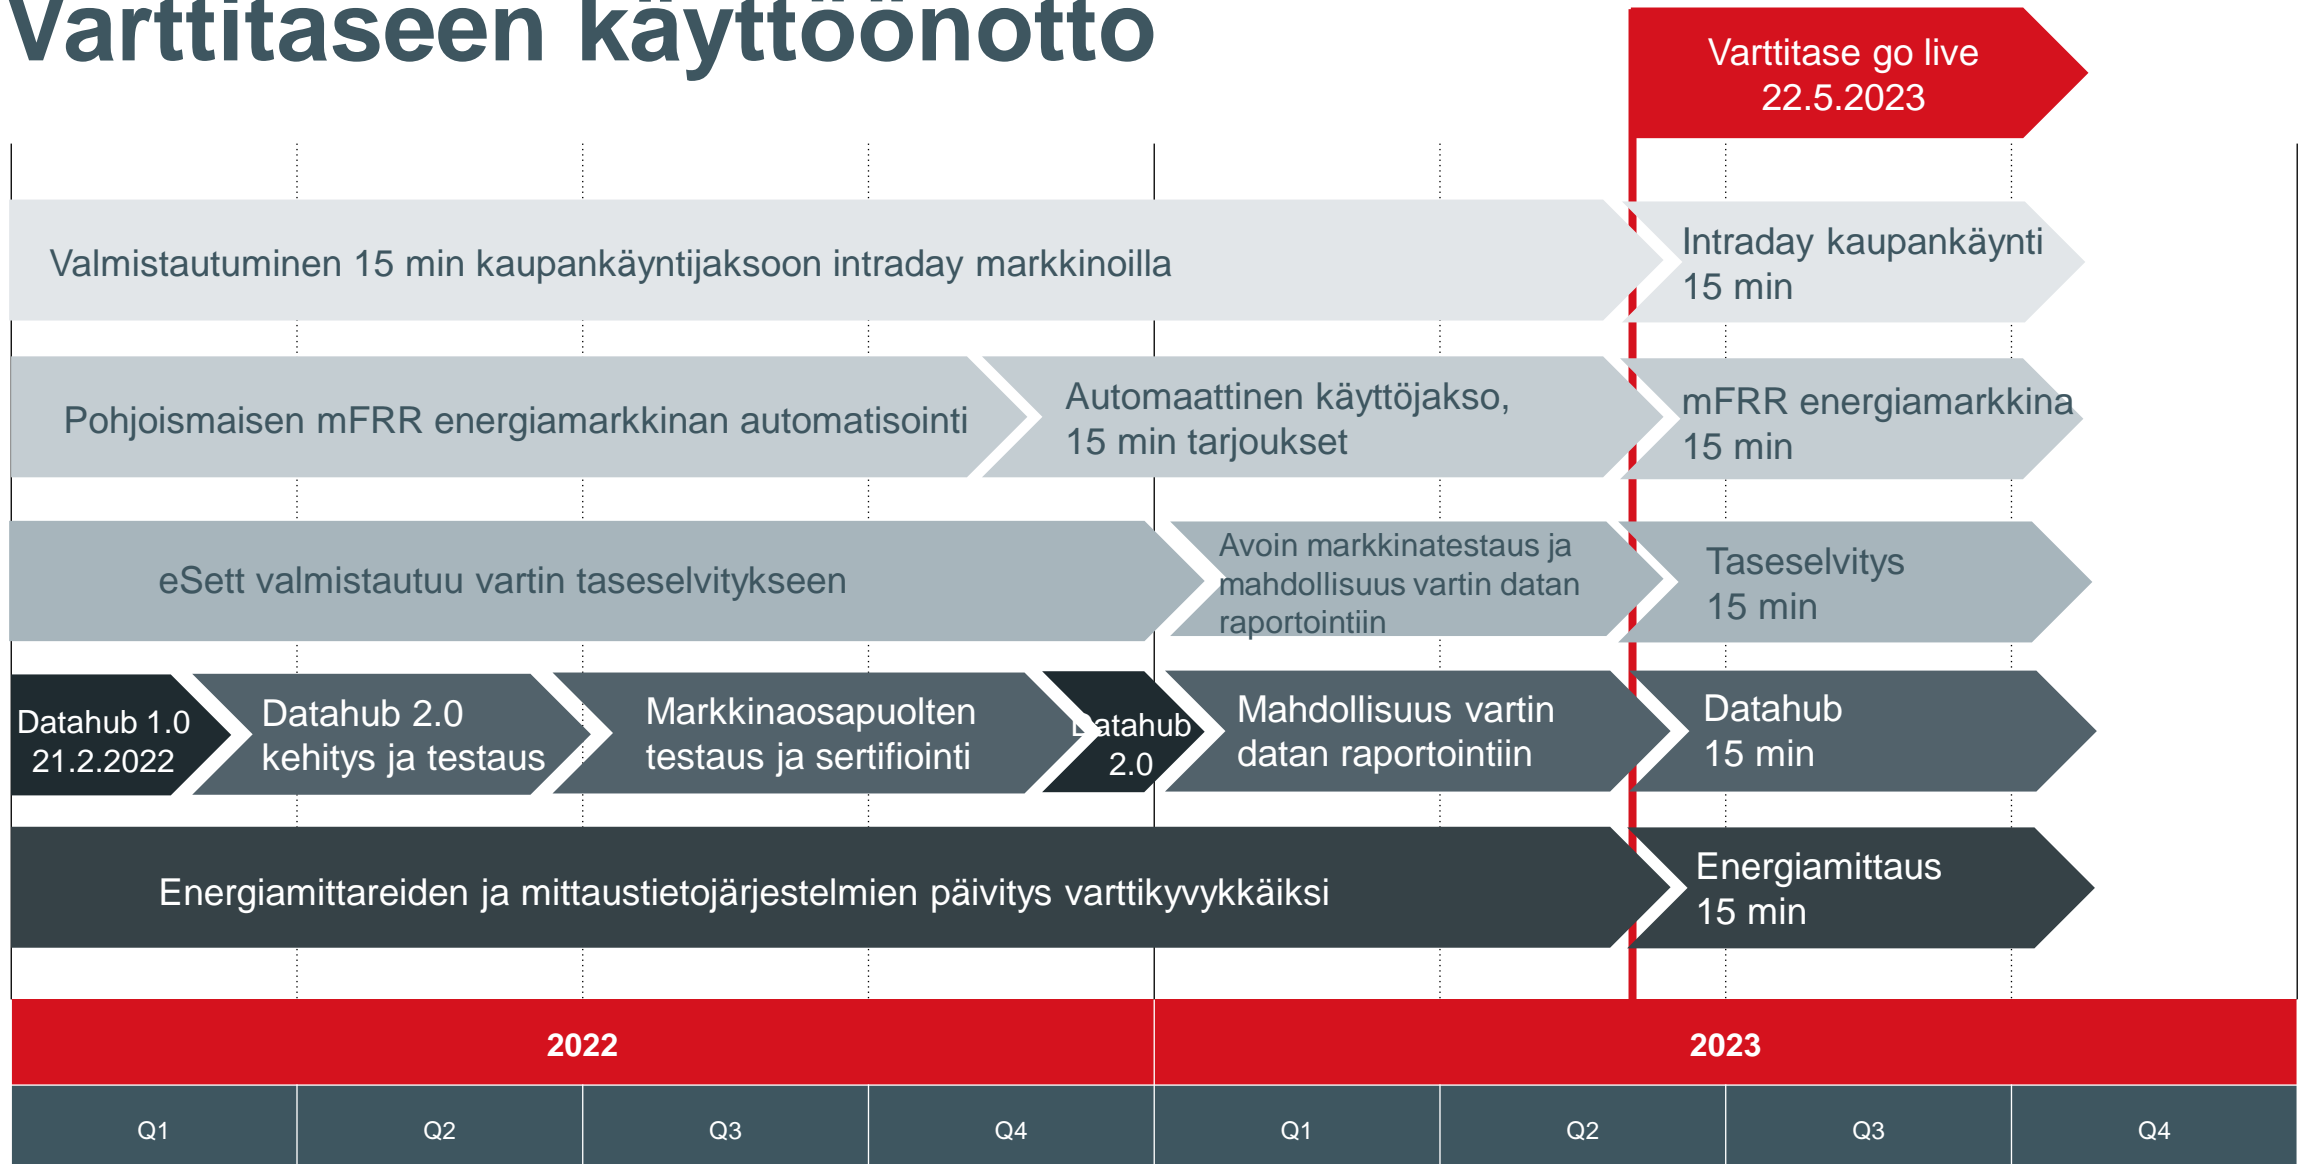 Varttitaseen käyttöönotto
Varttitase go live
22.5.2023
Valmistautuminen 15 min kaupankäyntijaksoon intraday markkinoilla
Intraday kaupankäynti
15 min
Pohjoismaisen mFRR energiamarkkinan automatisointi
Automaattinen käyttöjakso,
15 min tarjoukset
mFRR energiamarkkina
15 min
eSett valmistautuu vartin taseselvitykseen
Avoin markkinatestaus ja
mahdollisuus vartin datan
raportointiin
Taseselvitys
15 min
Datahub 1.0
21.2.2022
Datahub 2.0
kehitys ja testaus
Markkinaosapuolten
testaus ja sertifiointi
Datahub
2.0
Mahdollisuus vartin
datan raportointiin
Datahub
15 min
Energiamittareiden ja mittaustietojärjestelmien päivitys varttikyvykkäiksi
Energiamittaus
15 min
2022
2023
Q1
Q2
Q3
Q4
Q1
Q2
Q3
Q4